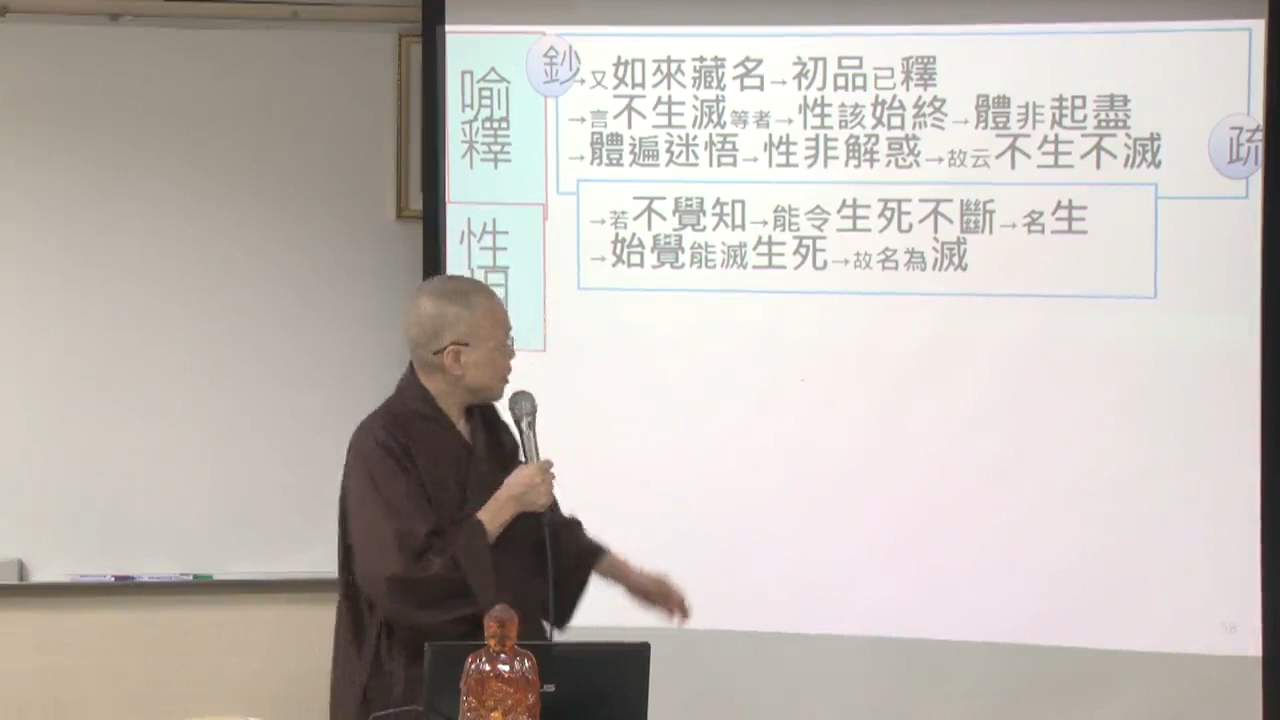 喻釋
鈔
→又如來藏名→初品已釋
→言不生滅等者→性該始終→體非起盡
→體遍迷悟→性非解惑→故云不生不滅
疏
→若不覺知→能令生死不斷→名生
→始覺能滅生死→故名為滅
性
38